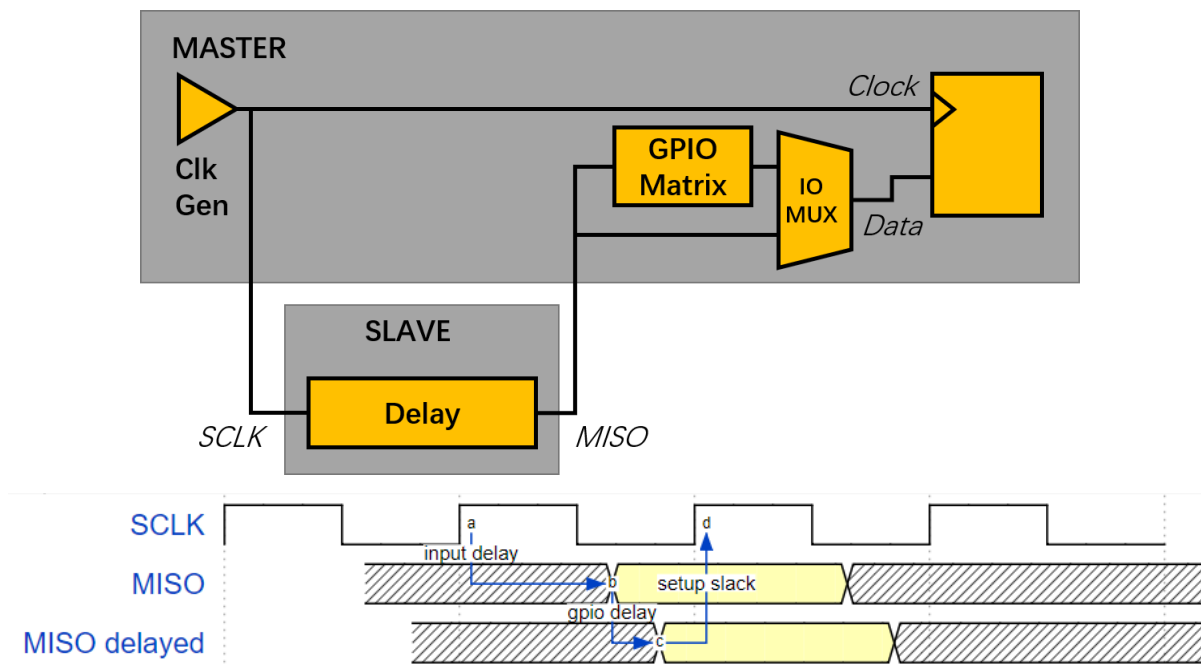 MASTER
Clock
Clk
Gen
GPIO
Matrix
IO
MUX
Data
SLAVE
Delay
SCLK
MISO
SCLK
a
d
input delay
MISO
b
setup slack
gpio delay
MISO delayed
c